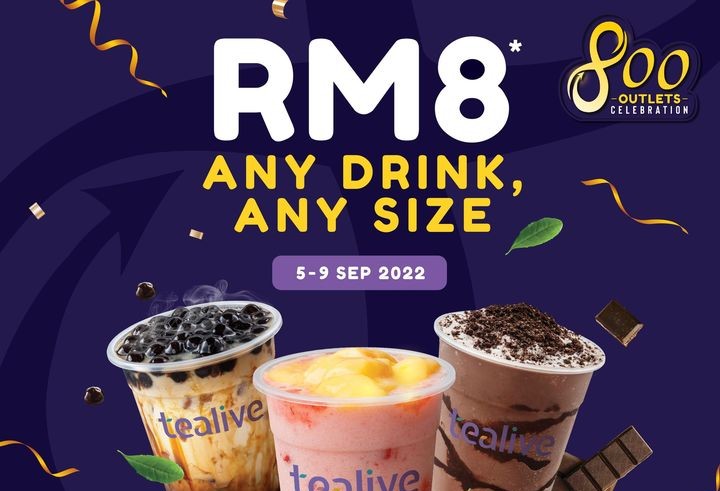 RM8*
800
OUTLETS
CELEBRATION
ANY DRINK,
ANY SIZE
5-9 SEP 2022
tealive
tealive
tealive